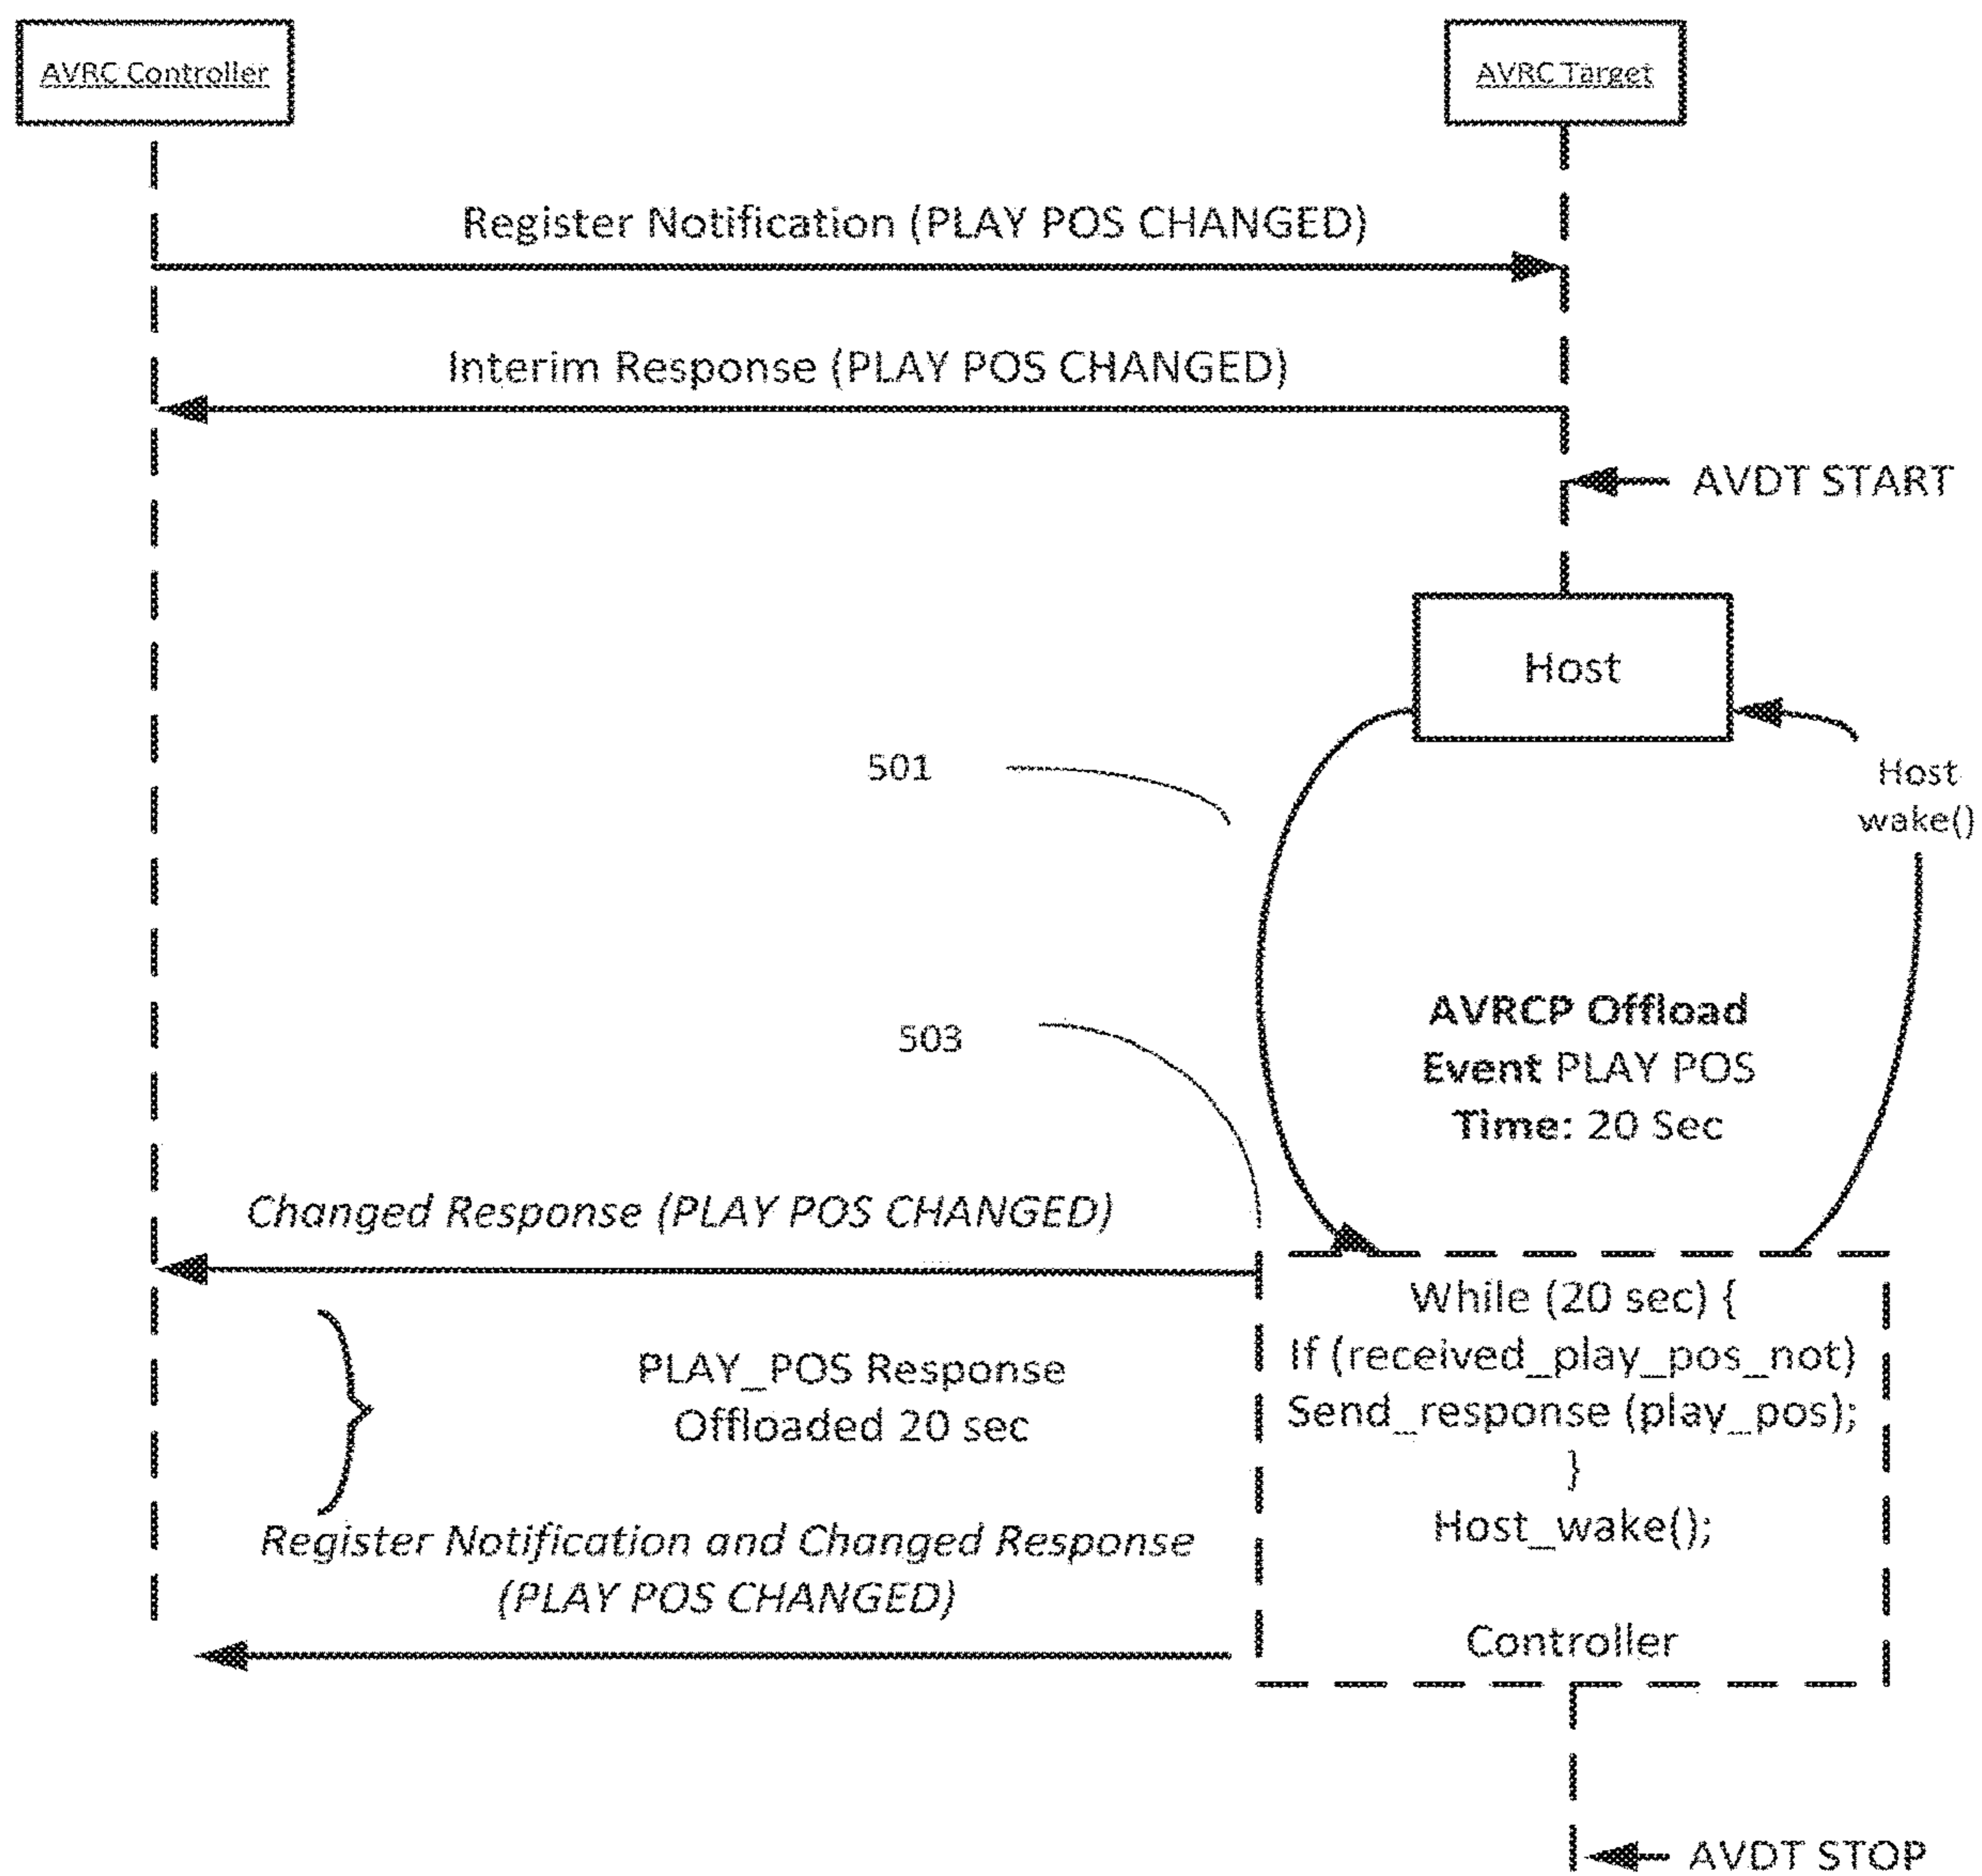 AVRC Controller
AVRC Target
Register Notification (PLAY POS CHANGED)
Interim Response (PLAY POS CHANGED)
AVDT START
Host
501
Host
wake()
AVRCP Offload
Event PLAY POS
Time: 20 Sec
503
Changed Response (PLAY POS CHANGED)
While (20 sec) {
If (received_play_pos_not)
Send_response (play_pos);
}
Host_wake();
Controller
PLAY_POS Response
Offloaded 20 sec
Register Notification and Changed Response
(PLAY POS CHANGED)
AVDT STOP